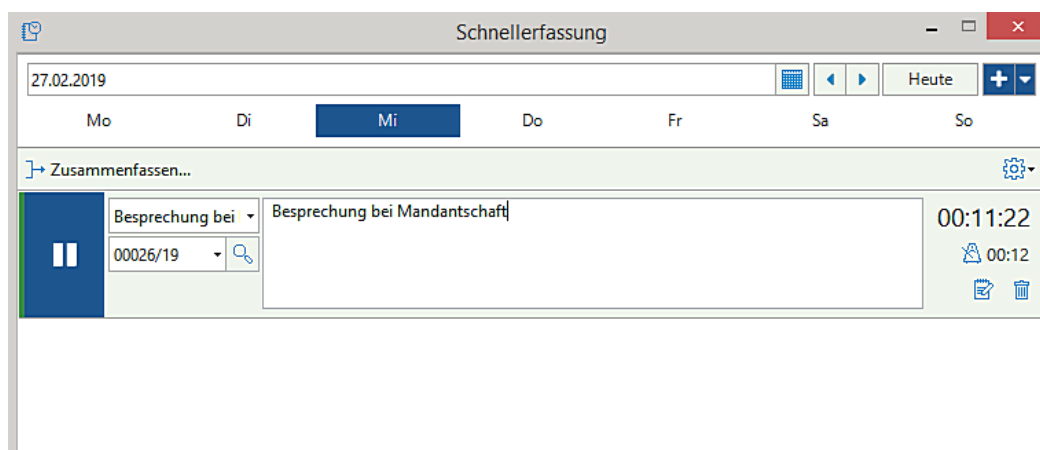 Schnellerfassung
27.02.2019
Heute
Mo Di Mi Do Fr Sa So
Zusammenfassen...
Besprechung bei
Besprechung bei Mandantschaft
00:11:22
00026/19
00:12